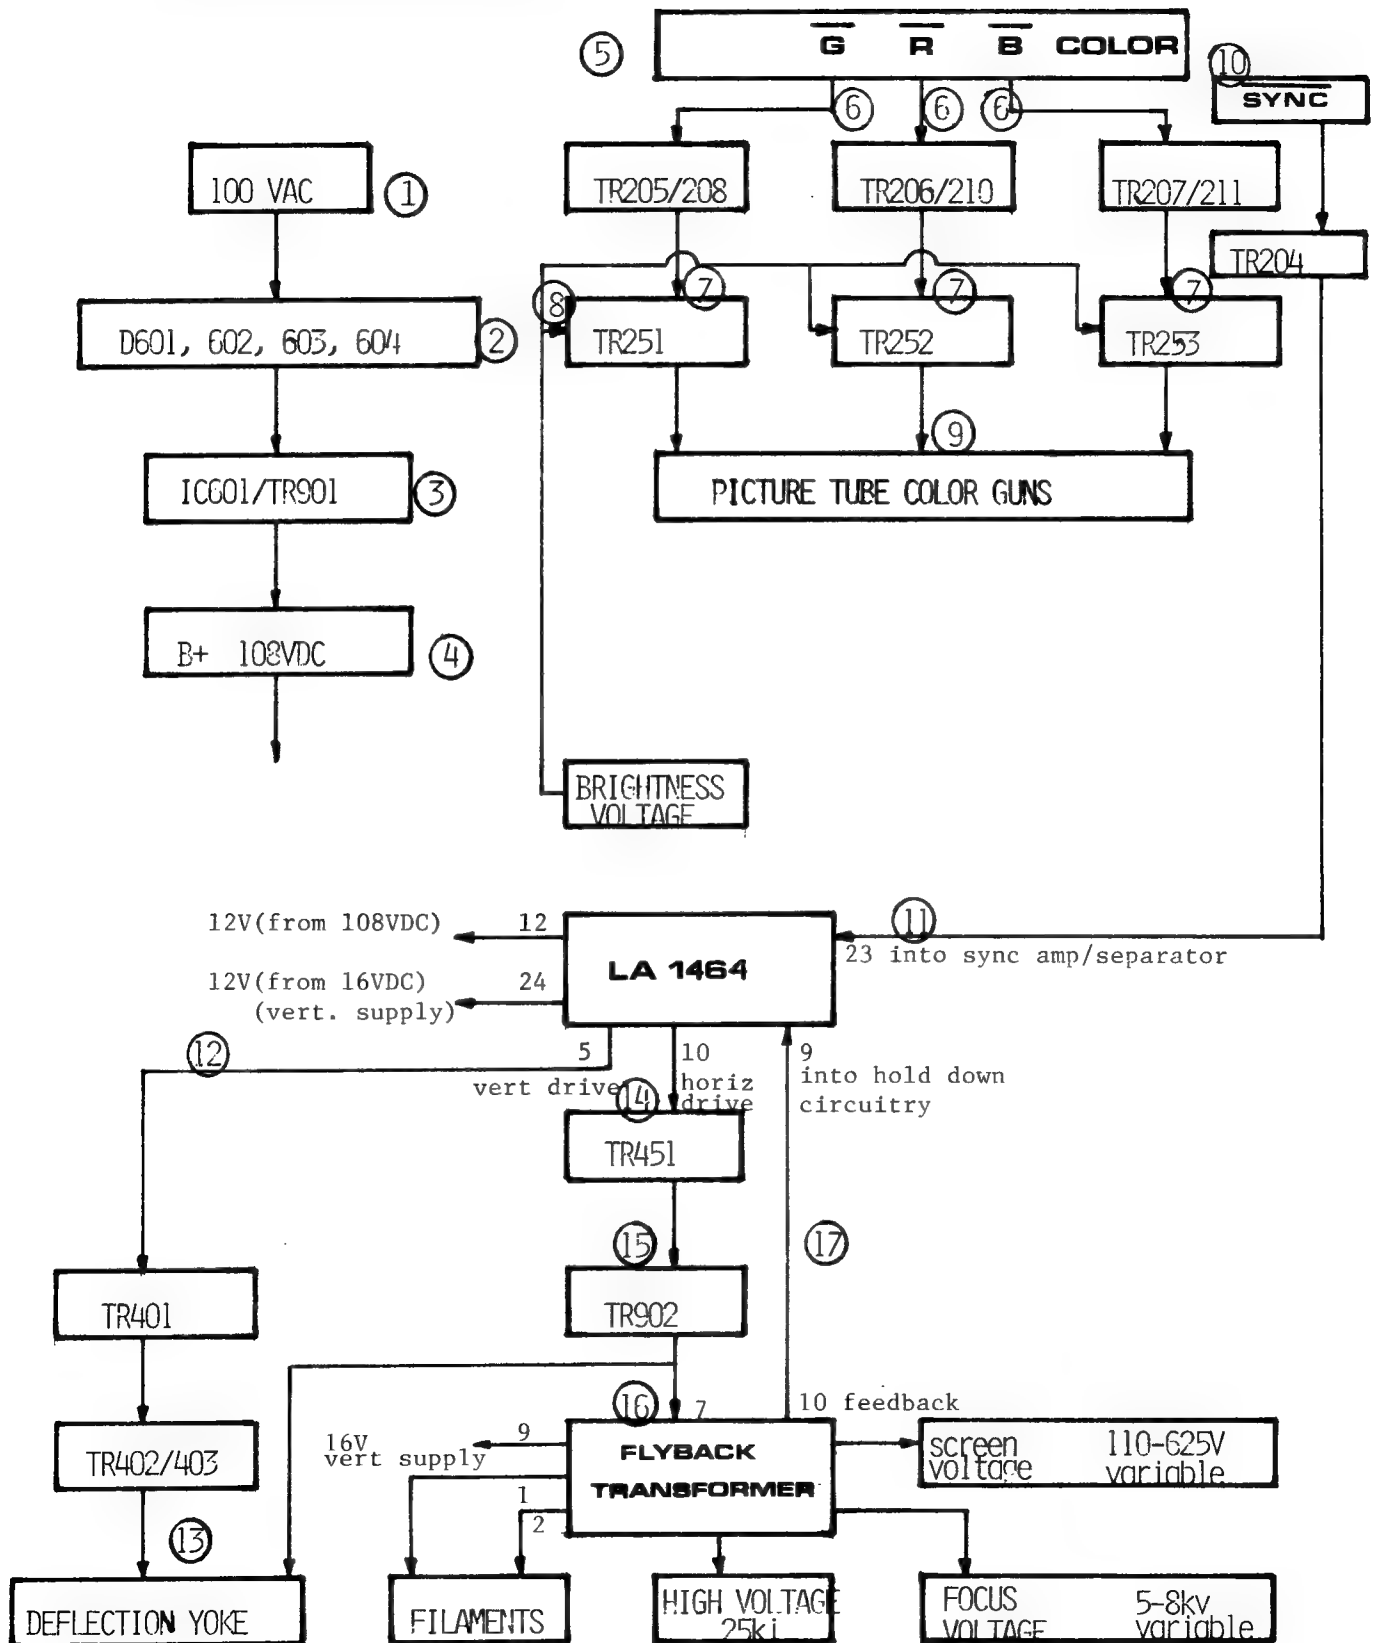 5
G R B COLOR
10
SYNC
6 6 6
100 VAC
1
TR205/208
TR206/210
TR207/211
TR204
8
7 7 7
D601, 602, 603, 604
2
TR251
TR252
TR253
9
IC601/TR901
3
PICTURE TUBE COLOR GUNS
B+ 108VDC
4
BRIGHTNESS
VOLTAGE
12V(from 108VDC)
12
11
LA 1464
23 into sync amp/separator
12V(from 16VDC)
(vert. supply)
24
12
5
vert drive
10
horiz
drive
9
into hold down
circuitry
14
TR451
15
17
TR401
TR902
16
7
10 feedback
TR402/403
16V
vert supply
9
FLYBACK
TRANSFORMER
screen 110-625V
voltage variable
1
2
13
DEFLECTION YOKE
FILAMENTS
HIGH VOLTAGE
FOCUS 5-8kv
VOLTAGE variable